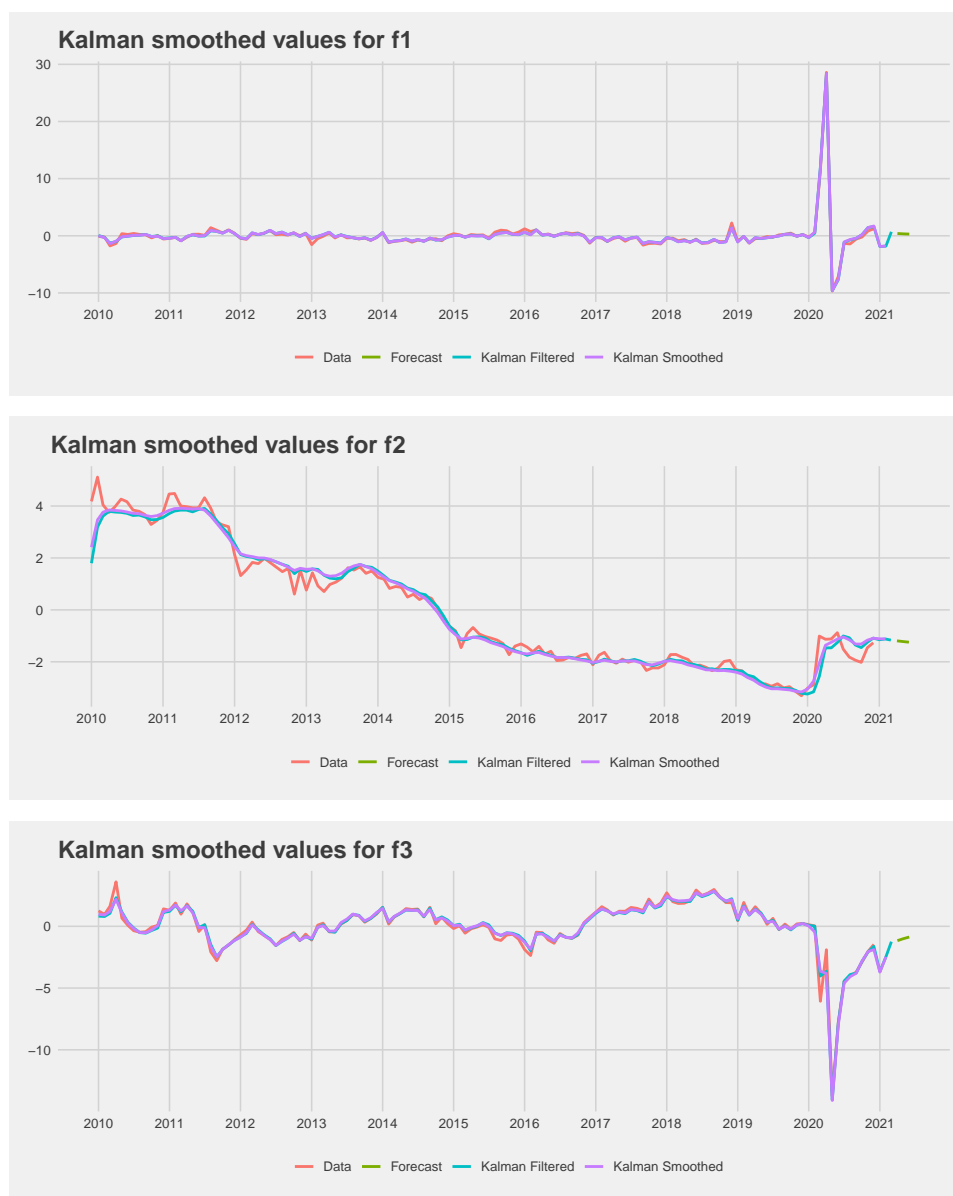 Kalman smoothed values for f1
30
20
10
0
−10
2010 2011 2012 2013 2014 2015 2016 2017 2018 2019 2020 2021
Data Forecast Kalman Filtered Kalman Smoothed
Kalman smoothed values for f2
4
2
0
−2
2010 2011 2012 2013 2014 2015 2016 2017 2018 2019 2020 2021
Data Forecast Kalman Filtered Kalman Smoothed
Kalman smoothed values for f3
0
−5
−10
2010 2011 2012 2013 2014 2015 2016 2017 2018 2019 2020 2021
Data Forecast Kalman Filtered Kalman Smoothed